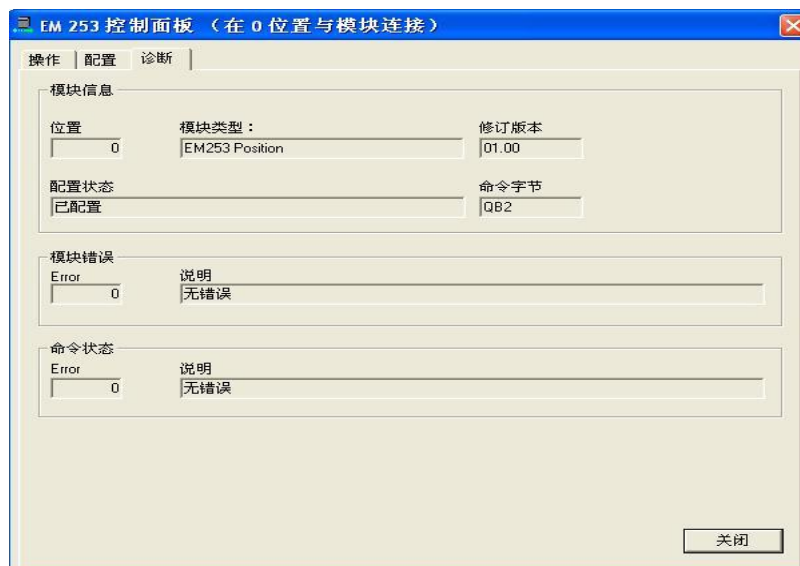 EM 253 控制面板 （在 0 位置与模块连接）
操作 配置 诊断
模块信息
位置 模块类型： 修订版本
0 EM253 Position 01.00
配置状态 命令字节
已配置 QB2
模块错误
Error 说明
0 无错误
命令状态
Error 说明
0 无错误
关闭